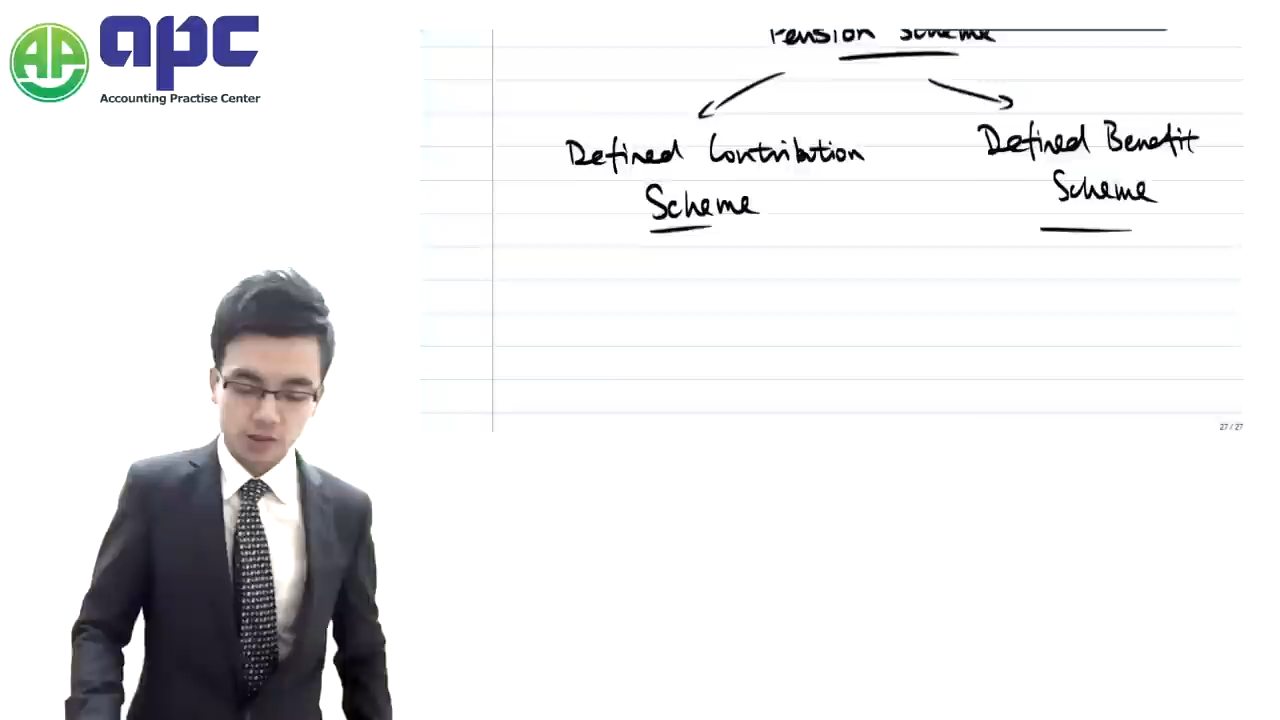 apc
Accounting Practise Center
Pension Scheme
Defined Contribution
Scheme
Defined Benefit
Scheme
27 / 27